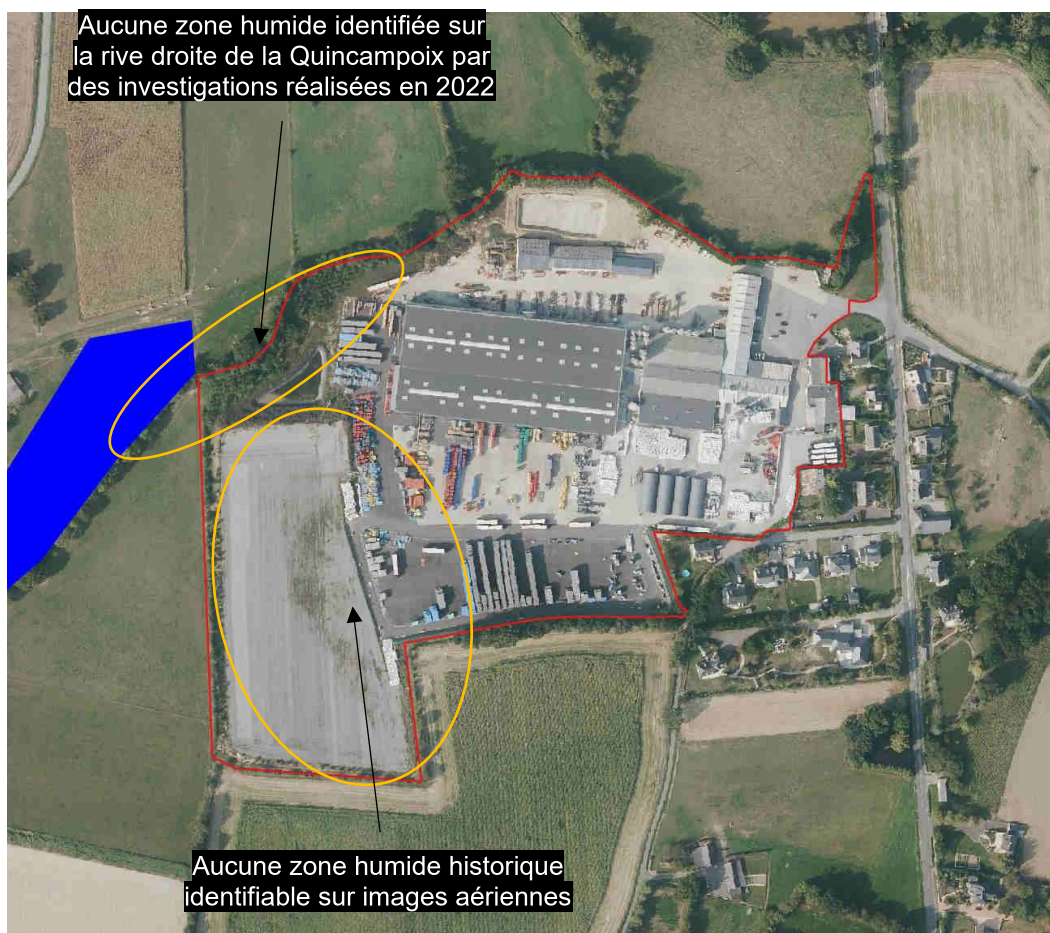 Aucune zone humide identifiée sur
la rive droite de la Quincampoix par
des investigations réalisées en 2022
Aucune zone humide historique
identifiable sur images aériennes